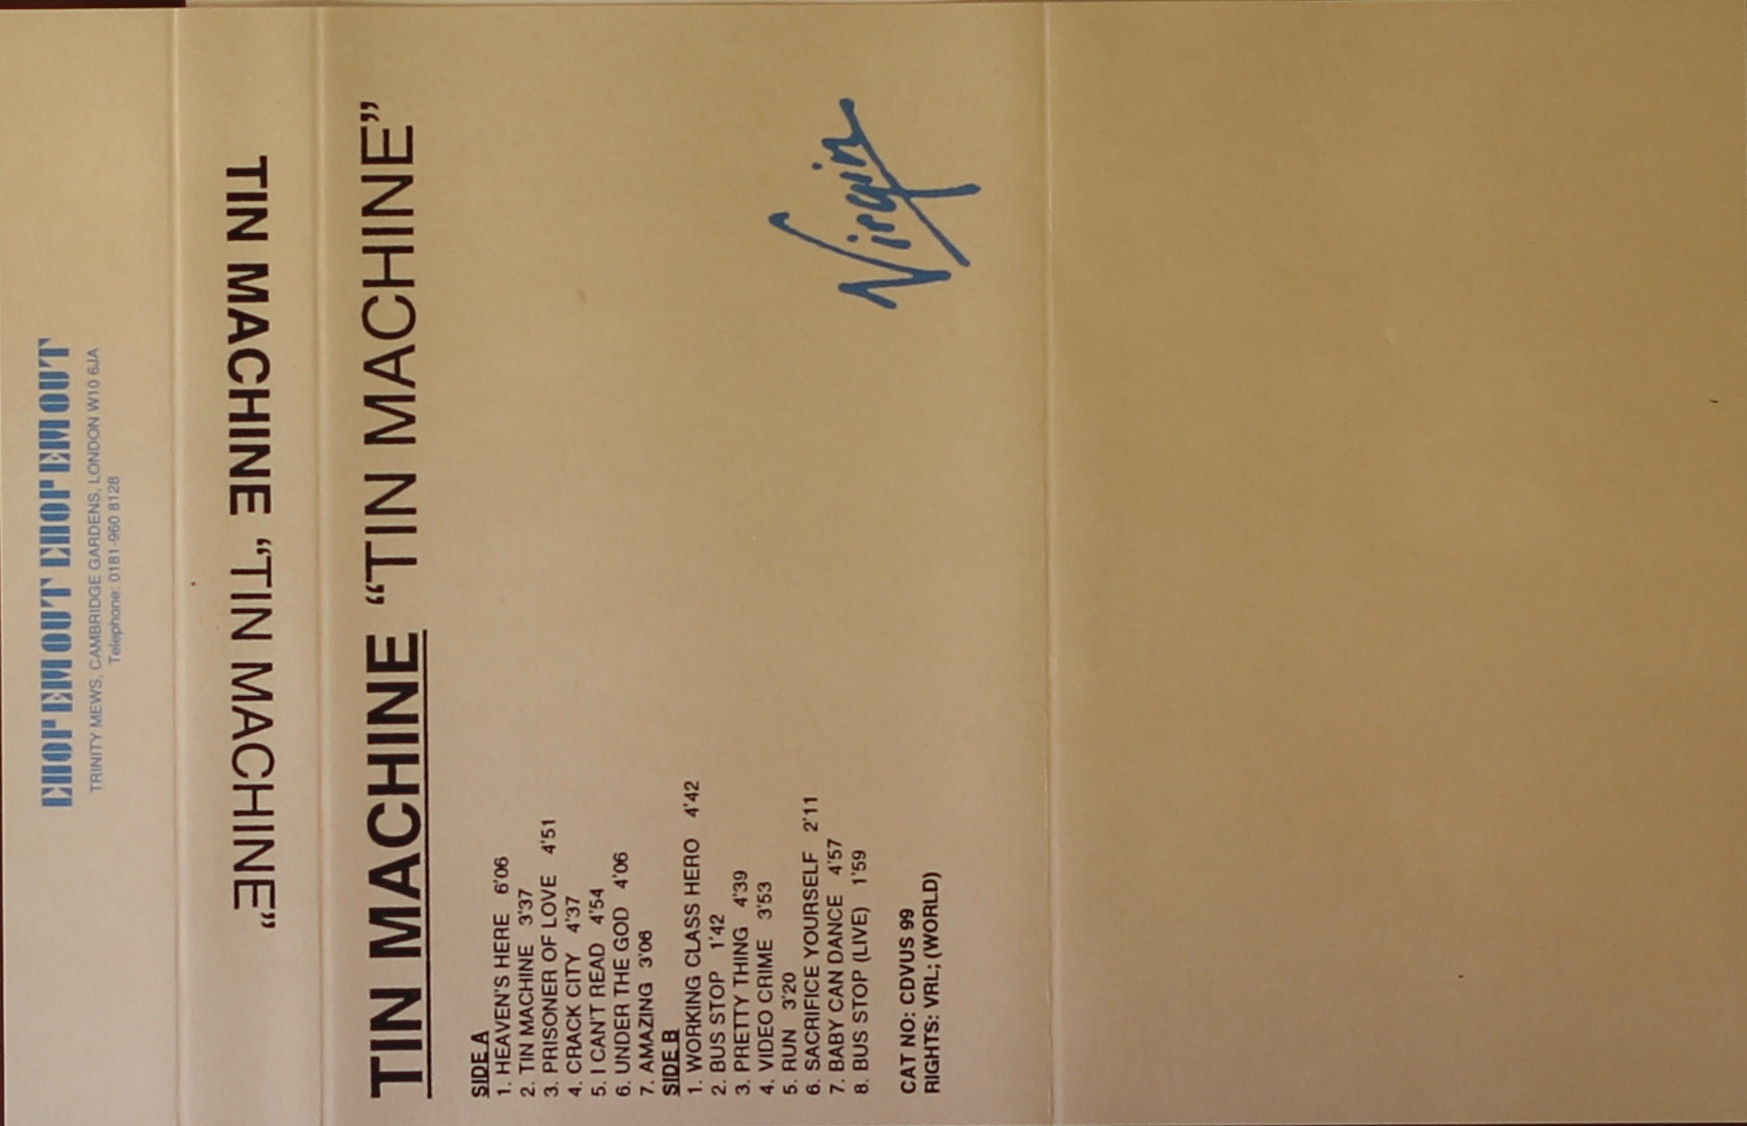 CHOP EM OUT CHOP EM OUT
TRINITY MEWS, CAMBRIDGE GARDENS, LONDON W10 6JA
Telephone: 0181-960 8128
TIN MACHINE “TIN MACHINE”
TIN MACHINE “TIN MACHINE”
SIDE A
1. HEAVEN'S HERE 6'06
2. TIN MACHINE 3'37
3. PRISONER OF LOVE 4'51
4. CRACK CITY 4'37
5. I CAN'T READ 4'54
6. UNDER THE GOD 4'06
7. AMAZING 3'06
SIDE B
1. WORKING CLASS HERO 4'42
2. BUS STOP 1'42
3. PRETTY THING 4'39
4. VIDEO CRIME 3'53
5. RUN 3'20
6. SACRIFICE YOURSELF 2'11
7. BABY CAN DANCE 4'57
8. BUS STOP (LIVE) 1'59
CAT NO: CDVUS 99
RIGHTS: VRL; (WORLD)
Virgin